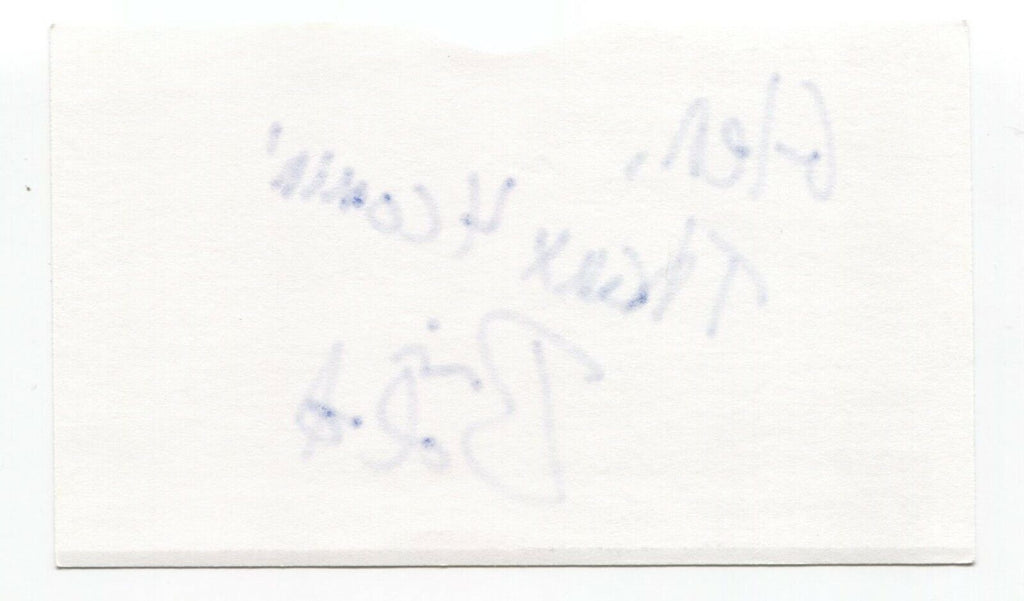 Glen,
Thanx 4 comin'